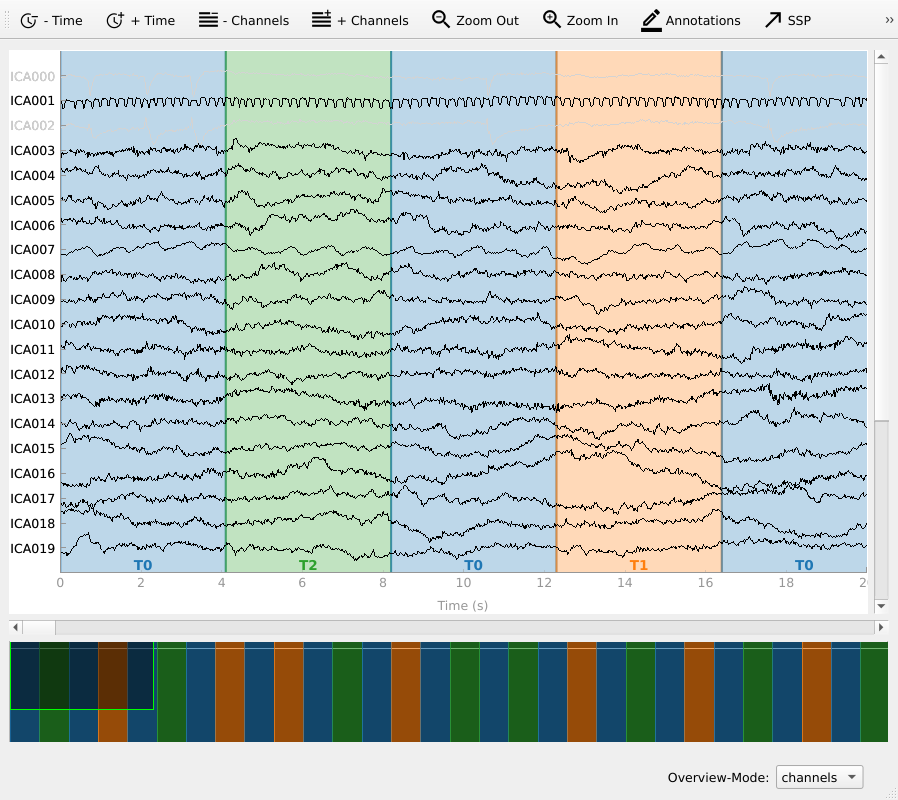 - Time + Time - Channels + Channels Zoom Out Zoom In Annotations SSP »
ICA000
ICA001
ICA002
ICA003
ICA004
ICA005
ICA006
ICA007
ICA008
ICA009
ICA010
ICA011
ICA012
ICA013
ICA014
ICA015
ICA016
ICA017
ICA018
ICA019
T0 T2 T0 T1 T0
0 2 4 6 8 10 12 14 16 18 2
Time (s)
Overview-Mode: channels